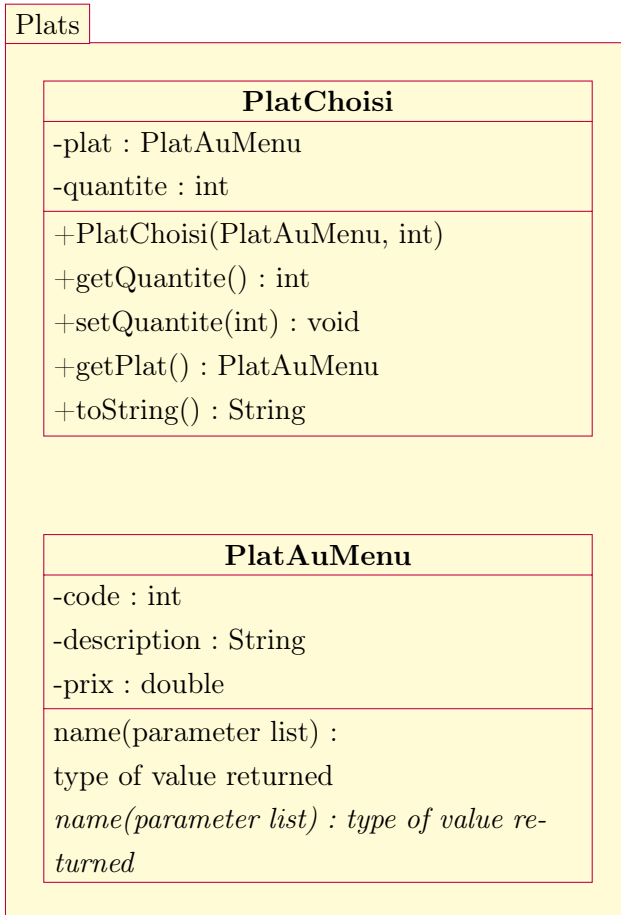 Plats
PlatChoisi
-plat : PlatAuMenu
-quantite : int
+PlatChoisi(PlatAuMenu, int)
+getQuantite() : int
+setQuantite(int) : void
+getPlat() : PlatAuMenu
+toString() : String
PlatAuMenu
-code : int
-description : String
-prix : double
name(parameter list) :
type of value returned
name(parameter list) : type of value re-
turned